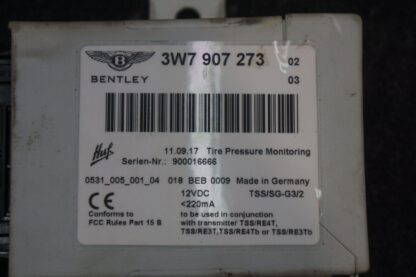 3W7 907 273 02
BENTLEY 03
Huf 11.09.17 Tire Pressure Monitoring
Serien-Nr.: 900016666
0531_005_001_04 018 BEB 0009 Made in Germany
CE 12VDC TSS/SG-G3/2
<220mA
Conforms to to be used in conjunction
FCC Rules Part 15 B with transmitter TSS/RE4T,
TSS/RE3T,TSS/RE4Tb or TSS/RE3Tb